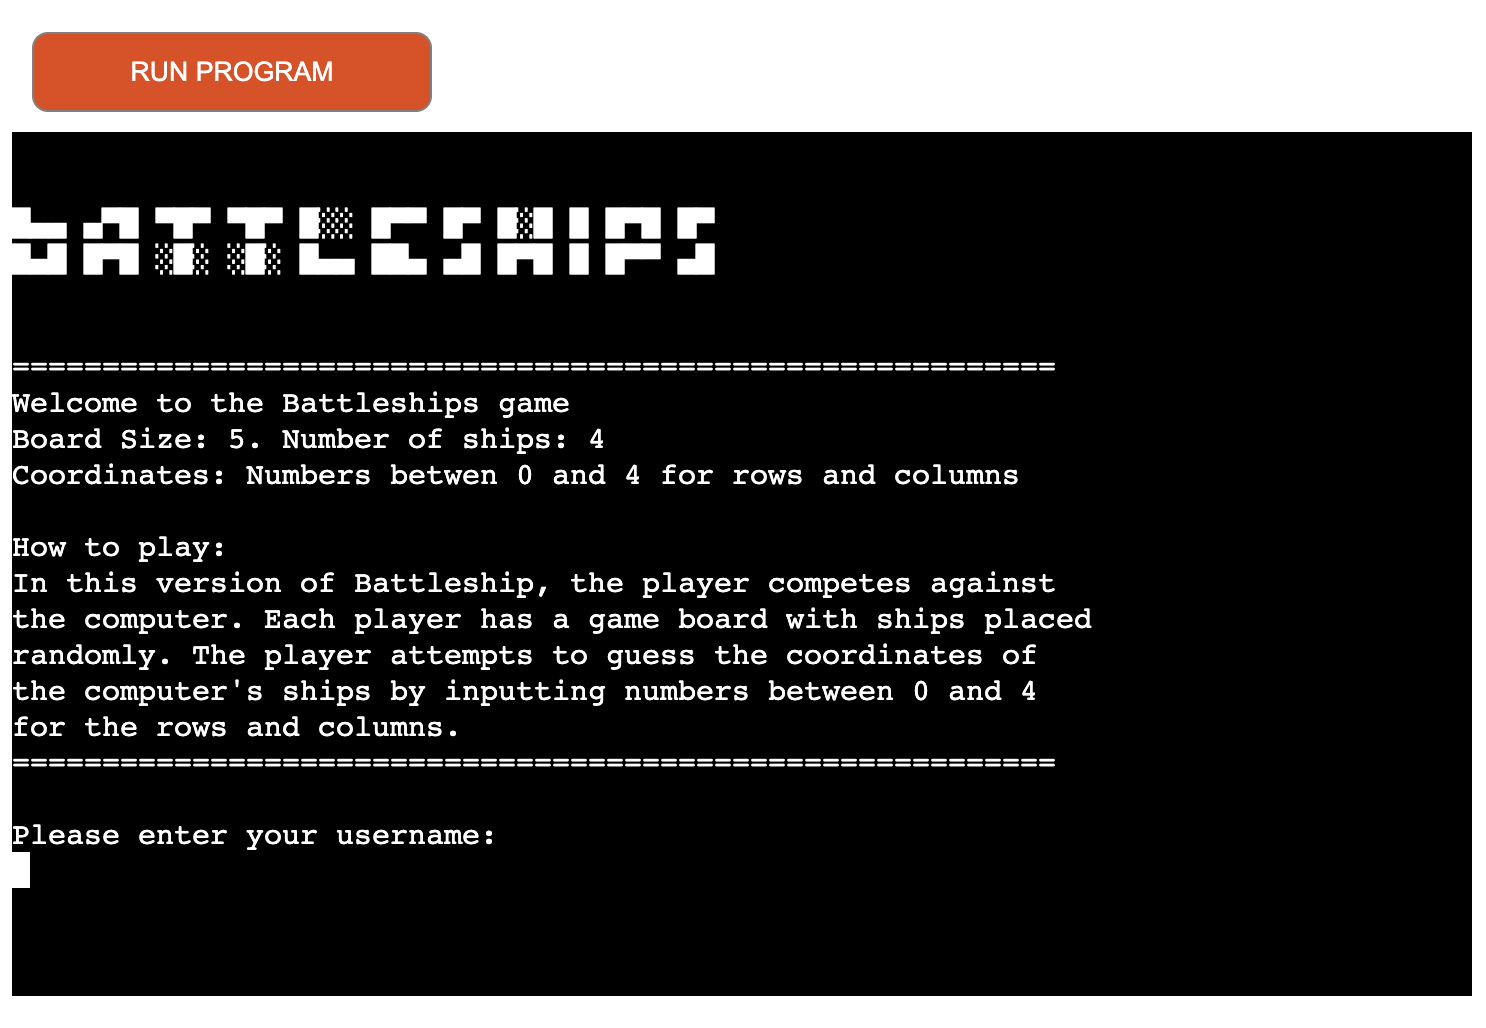 RUN PROGRAM
BATTLESHIPS
=======================================================​===
Welcome to the Battleships game
Board Size: 5. Number of ships: 4
Coordinates: Numbers betwen 0 and 4 for rows and columns
How to play:
In this version of Battleship, the player competes against
the computer. Each player has a game board with ships placed
randomly. The player attempts to guess the coordinates of
the computer's ships by inputting numbers between 0 and 4
for the rows and columns.
==========================================================
Please enter your username: